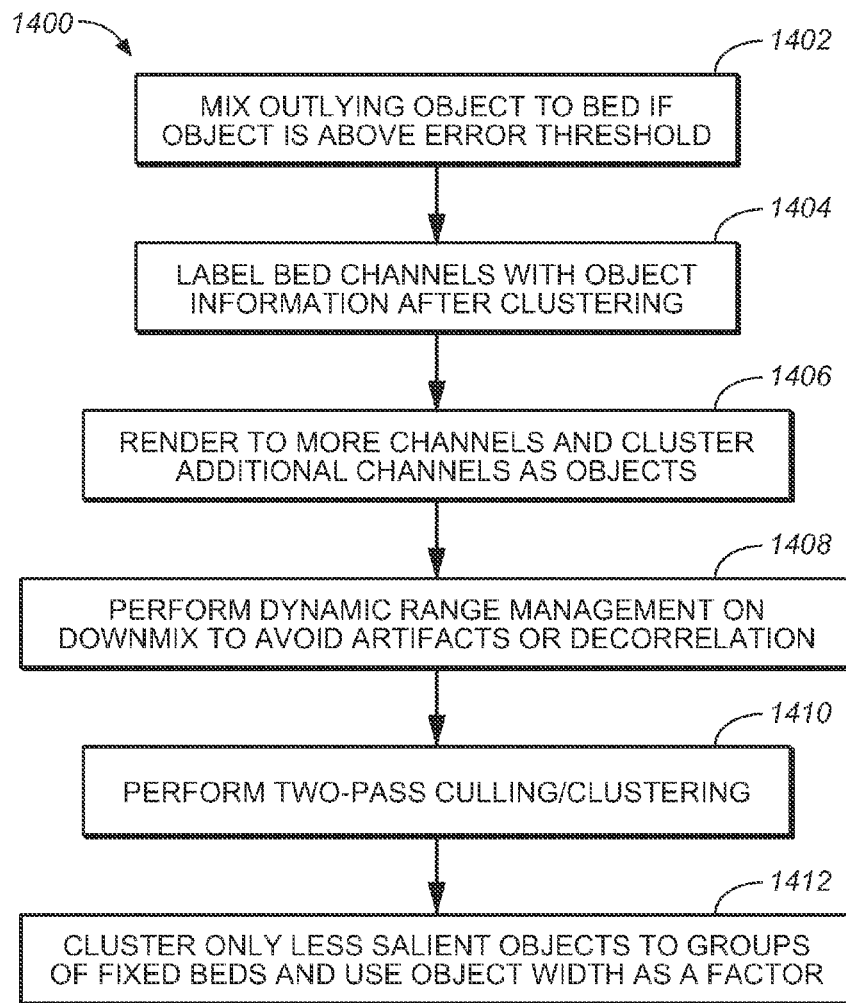 1400
1402
MIX OUTLYING OBJECT TO BED IF
OBJECT IS ABOVE ERROR THRESHOLD
1404
LABEL BED CHANNELS WITH OBJECT
INFORMATION AFTER CLUSTERING
1406
RENDER TO MORE CHANNELS AND CLUSTER
ADDITIONAL CHANNELS AS OBJECTS
1408
PERFORM DYNAMIC RANGE MANAGEMENT ON
DOWNMIX TO AVOID ARTIFACTS OR DECORRELATION
1410
PERFORM TWO-PASS CULLING/CLUSTERING
1412
CLUSTER ONLY LESS SALIENT OBJECTS TO GROUPS
OF FIXED BEDS AND USE OBJECT WIDTH AS A FACTOR